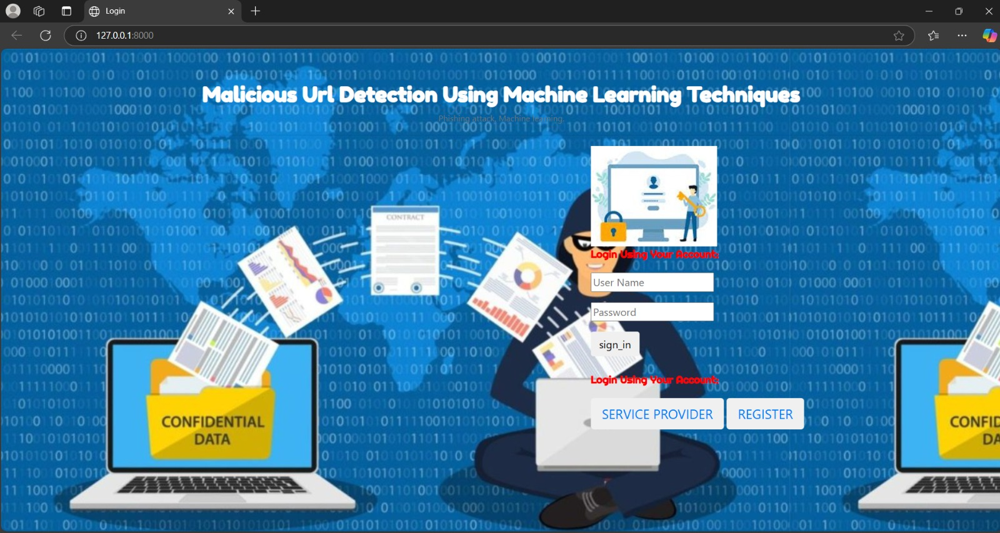 Login
127.0.0.1:8000
Malicious Url Detection Using Machine Learning Techniques
Phishing attack, Machine learning.
CONTRACT
Login Using Your Account:
User Name
Password
sign_in
Login Using Your Account:
SERVICE PROVIDER REGISTER
CONFIDENTIAL
DATA
CONFID
DA